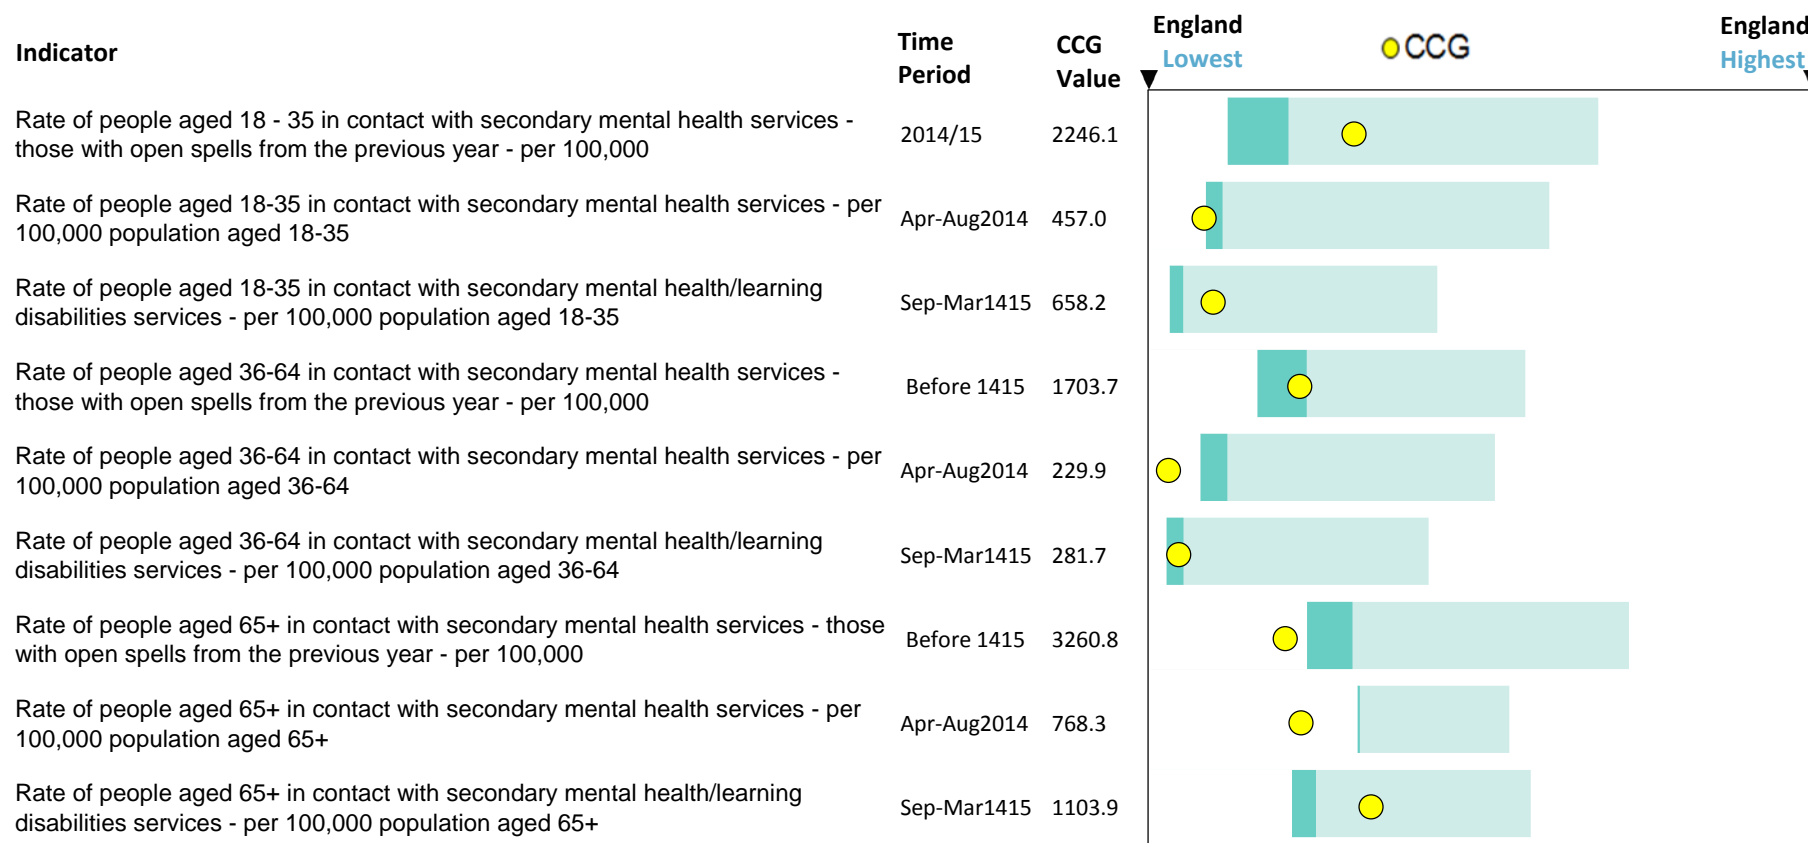 Indicator
Time
Period
CCG
Value
England
Lowest
CCG
England
Highest
Rate of people aged 18 - 35 in contact with secondary mental health services -
those with open spells from the previous year - per 100,000
2014/15
2246.1
Rate of people aged 18-35 in contact with secondary mental health services - per
100,000 population aged 18-35
Apr-Aug2014
457.0
Rate of people aged 18-35 in contact with secondary mental health/learning
disabilities services - per 100,000 population aged 18-35
Sep-Mar1415
658.2
Rate of people aged 36-64 in contact with secondary mental health services -
those with open spells from the previous year - per 100,000
Before 1415
1703.7
Rate of people aged 36-64 in contact with secondary mental health services - per
100,000 population aged 36-64
Apr-Aug2014
229.9
Rate of people aged 36-64 in contact with secondary mental health/learning
disabilities services - per 100,000 population aged 36-64
Sep-Mar1415
281.7
Rate of people aged 65+ in contact with secondary mental health services - those
with open spells from the previous year - per 100,000
Before 1415
3260.8
Rate of people aged 65+ in contact with secondary mental health services - per
100,000 population aged 65+
Apr-Aug2014
768.3
Rate of people aged 65+ in contact with secondary mental health/learning
disabilities services - per 100,000 population aged 65+
Sep-Mar1415
1103.9